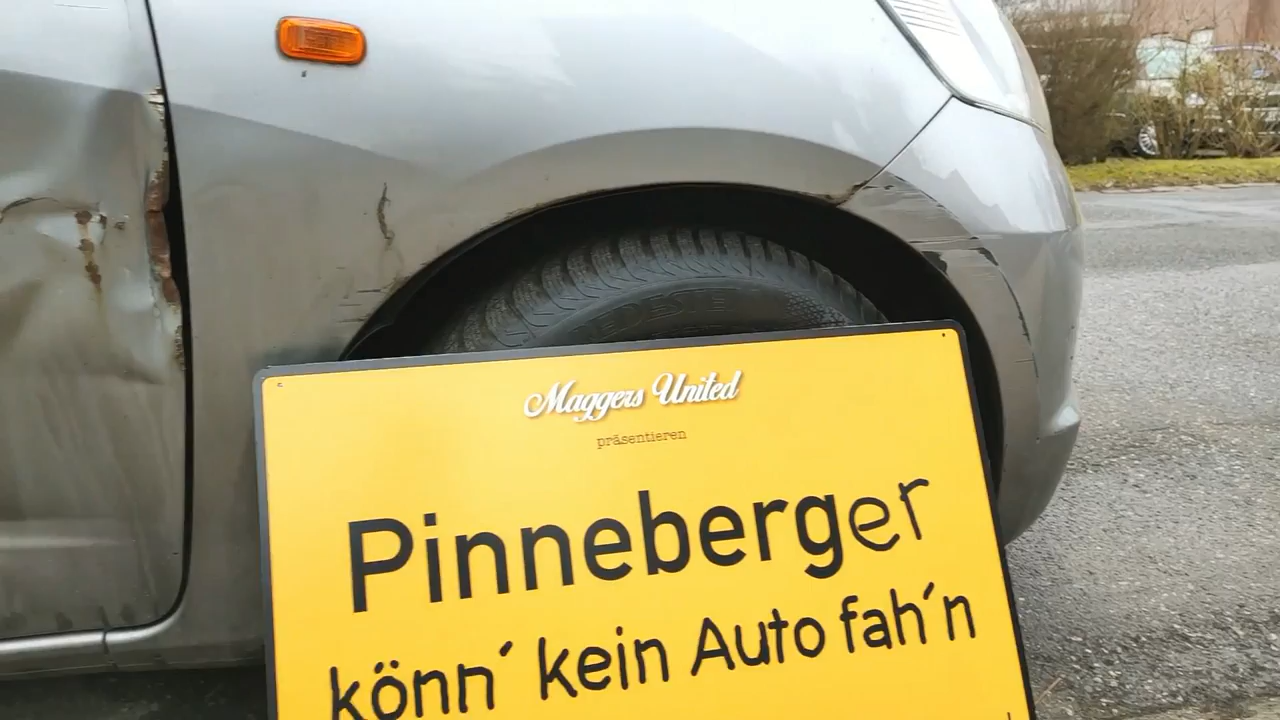 Maggers United
präsentieren
Pinneberger
könn´ kein Auto fah´n